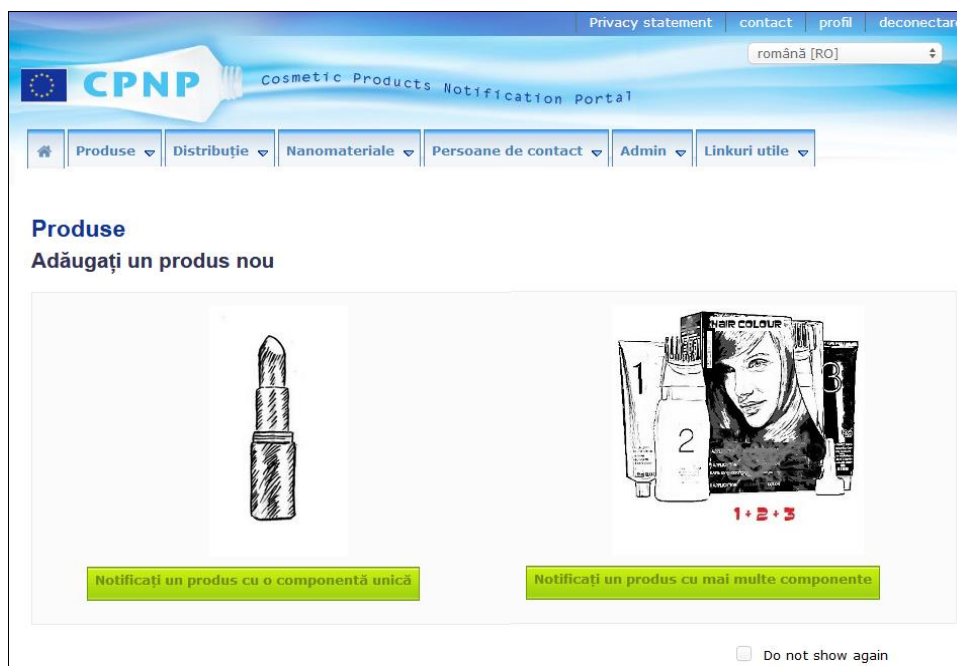 Privacy statement contact profil deconectare
română [RO]
CPNP Cosmetic Products Notification Portal
Produse Distribuție Nanomateriale Persoane de contact Admin Linkuri utile
Produse
Adăugați un produs nou
HAIR COLOUR
1 2 3
1+2+3
Notificați un produs cu o componentă unică Notificați un produs cu mai multe componente
Do not show again